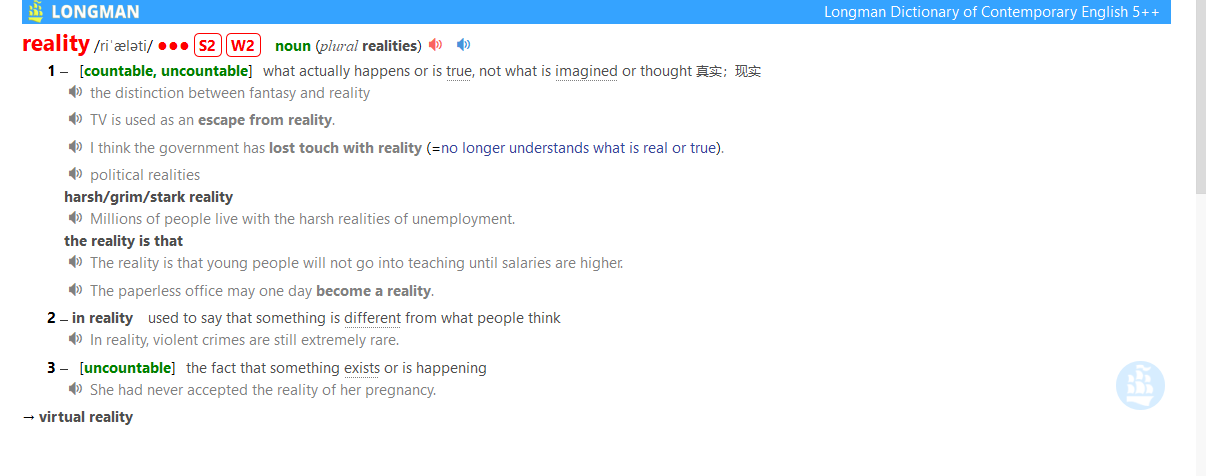 LONGMAN Longman Dictionary of Contemporary English 5++
reality /riˈæləti/ ●●● S2 W2 noun (plural realities)
1 – [countable, uncountable] what actually happens or is true, not what is imagined or thought 真实；现实
the distinction between fantasy and reality
TV is used as an escape from reality.
I think the government has lost touch with reality (=no longer understands what is real or true).
political realities
harsh/grim/stark reality
Millions of people live with the harsh realities of unemployment.
the reality is that
The reality is that young people will not go into teaching until salaries are higher.
The paperless office may one day become a reality.
2 – in reality used to say that something is different from what people think
In reality, violent crimes are still extremely rare.
3 – [uncountable] the fact that something exists or is happening
She had never accepted the reality of her pregnancy.
→ virtual reality